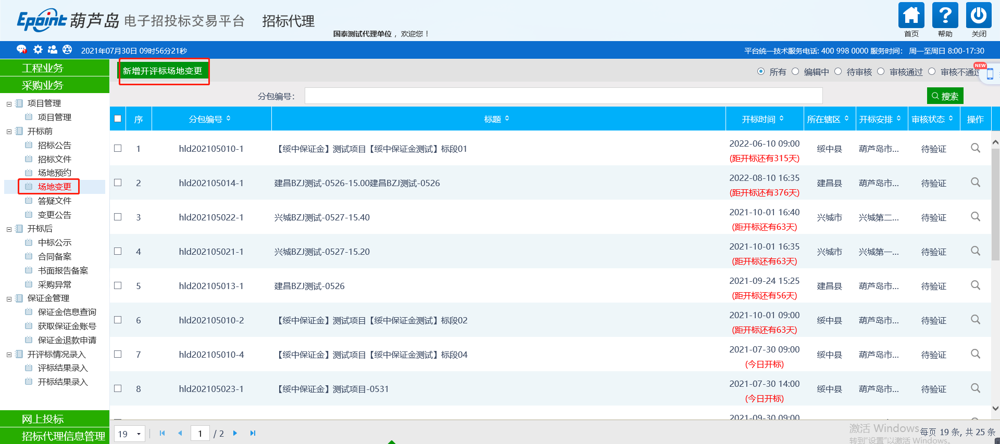 Epoint 葫芦岛 电子招投标交易平台 招标代理
国泰测试代理单位 ，欢迎您！
首页 帮助 关闭
2021年07月30日 09时56分21秒
平台统一技术服务电话: 400 998 0000 服务时间： 周一至周日 8:00-17:30
工程业务
采购业务
项目管理
项目管理
开标前
招标公告
招标文件
场地预约
场地变更
答疑文件
变更公告
开标后
中标公示
合同备案
书面报告备案
采购异常
保证金管理
保证金信息查询
获取保证金账号
保证金退款申请
开评标情况录入
评标结果录入
开标结果录入
网上投标
招标代理信息管理
新增开评标场地变更
所有 编辑中 待审核 审核通过 审核不通过
NEW
分包编号：
搜索
序 分包编号 标题 开标时间 所在辖区 开标安排 审核状态 操作
1 hld202105010-1 【绥中保证金】测试项目【绥中保证金测试】标段01 2022-06-10 09:00 绥中县 葫芦岛市... 待验证
(距开标还有315天)
2 hld202105014-1 建昌BZJ测试-0526-15.00建昌BZJ测试-0526 2022-08-10 16:35 建昌县 葫芦岛市... 待验证
(距开标还有376天)
3 hld202105022-1 兴城BZJ测试-0527-15.40 2021-10-01 16:40 兴城市 兴城第二... 待验证
(距开标还有63天)
4 hld202105021-1 兴城BZJ测试-0527-15.20 2021-10-01 16:35 兴城市 兴城第一... 待验证
(距开标还有63天)
5 hld202105013-1 建昌BZJ测试-0526 2021-09-24 15:25 建昌县 葫芦岛市... 待验证
(距开标还有56天)
6 hld202105010-2 【绥中保证金】测试项目【绥中保证金测试】标段02 2021-10-01 09:00 绥中县 葫芦岛市... 待验证
(距开标还有63天)
7 hld202105010-4 【绥中保证金】测试项目【绥中保证金测试】标段04 2021-07-30 09:00 绥中县 葫芦岛市... 待验证
(今日开标)
8 hld202105023-1 【绥中保证金】测试项目-0531 2021-07-30 14:00 绥中县 葫芦岛市... 待验证
(今日开标)
2021-09-30 09:00
19 1 / 2
每页 19 条, 共 25 条
激活 Windows
转到“设置”以激活 Windows。